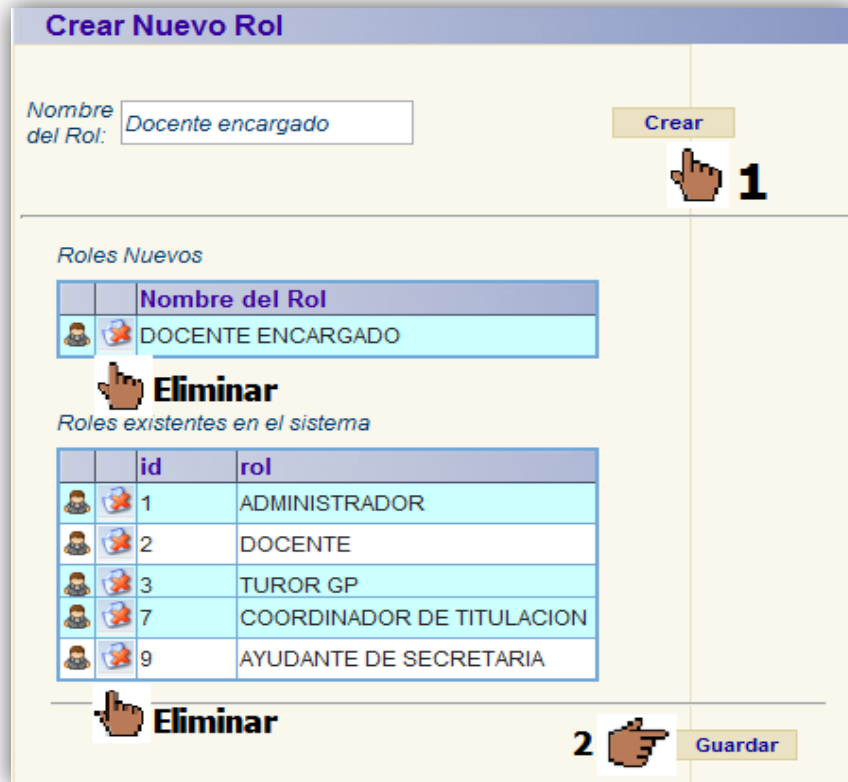 Crear Nuevo Rol
Nombre
del Rol:
Docente encargado
Crear
1
Roles Nuevos
Nombre del Rol
DOCENTE ENCARGADO
Eliminar
Roles existentes en el sistema
id rol
1 ADMINISTRADOR
2 DOCENTE
3 TUROR GP
7 COORDINADOR DE TITULACION
9 AYUDANTE DE SECRETARIA
Eliminar
2
Guardar